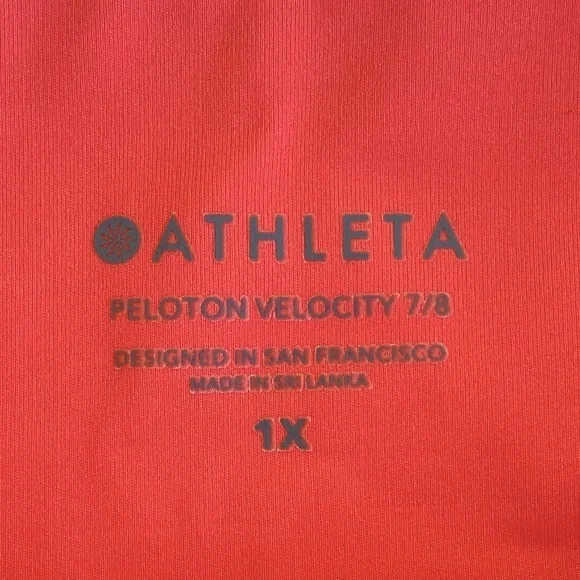 ATHLETA
PELOTON VELOCITY 7/8
DESIGNED IN SAN FRANCISCO
MADE IN SRI LANKA
1X